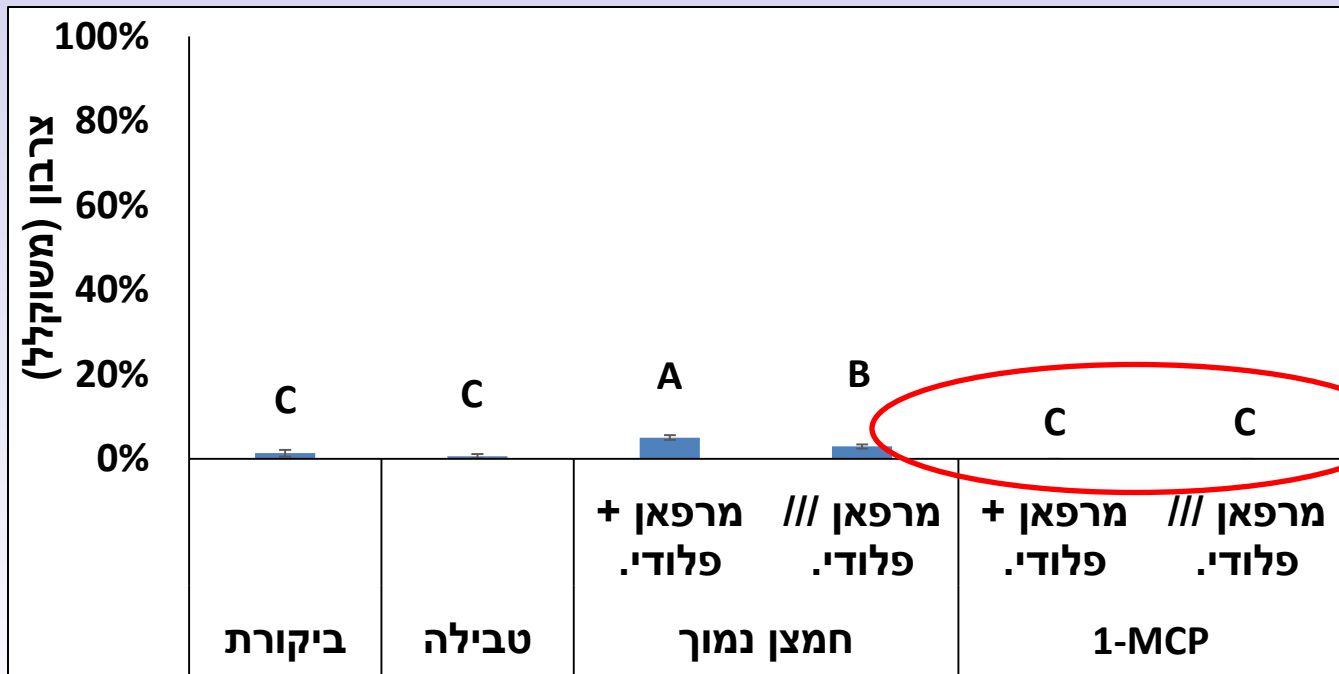 צרבון (משוקלל)
100%
80%
60%
40%
20%
0%
C
C
A
B
C
C
מרפאן +
פלודי.
מרפאן ///
פלודי.
מרפאן +
פלודי.
מרפאן ///
פלודי.
ביקורת
טבילה
חמצן נמוך
1-MCP